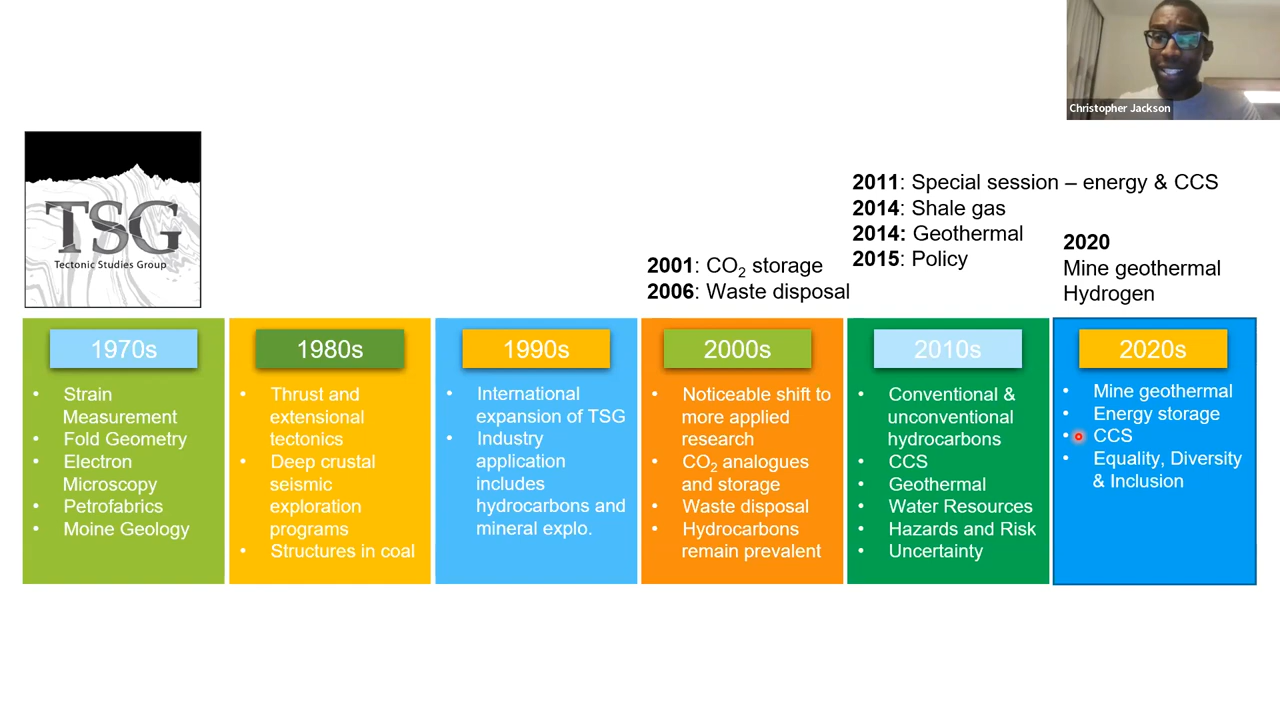 Christopher Jackson
TSG
Tectonic Studies Group
2011: Special session – energy & CCS
2014: Shale gas
2014: Geothermal
2015: Policy
2001: CO₂ storage
2006: Waste disposal
2020
Mine geothermal
Hydrogen
1970s
• Strain
Measurement
• Fold Geometry
• Electron
Microscopy
• Petrofabrics
• Moine Geology
1980s
• Thrust and
extensional
tectonics
• Deep crustal
seismic
exploration
programs
• Structures in coal
1990s
• International
expansion of TSG
• Industry
application
includes
hydrocarbons and
mineral explo.
2000s
• Noticeable shift to
more applied
research
• CO₂ analogues
and storage
• Waste disposal
• Hydrocarbons
remain prevalent
2010s
• Conventional &
unconventional
hydrocarbons
• CCS
• Geothermal
• Water Resources
• Hazards and Risk
• Uncertainty
2020s
• Mine geothermal
• Energy storage
• CCS
• Equality, Diversity
& Inclusion